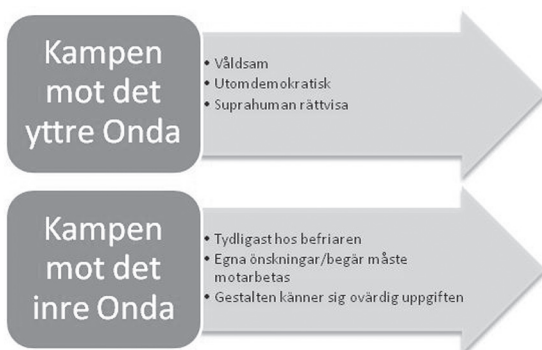 Kampen
mot det
yttre Onda
• Våldsam
• Utomdemokratisk
• Suprahuman rättvisa
Kampen
mot det
inre Onda
• Tydligast hos befriaren
• Egna önskningar/begär måste
motarbetas
• Gestalten känner sig ovärdig uppgiften